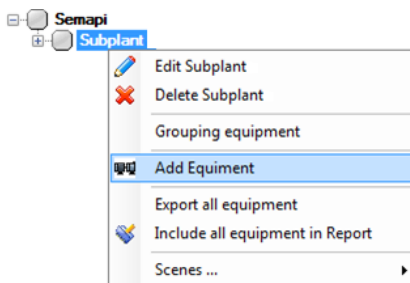 Semapi
Subplant
Edit Subplant
Delete Subplant
Grouping equipment
Add Equiment
Export all equipment
Include all equipment in Report
Scenes ...